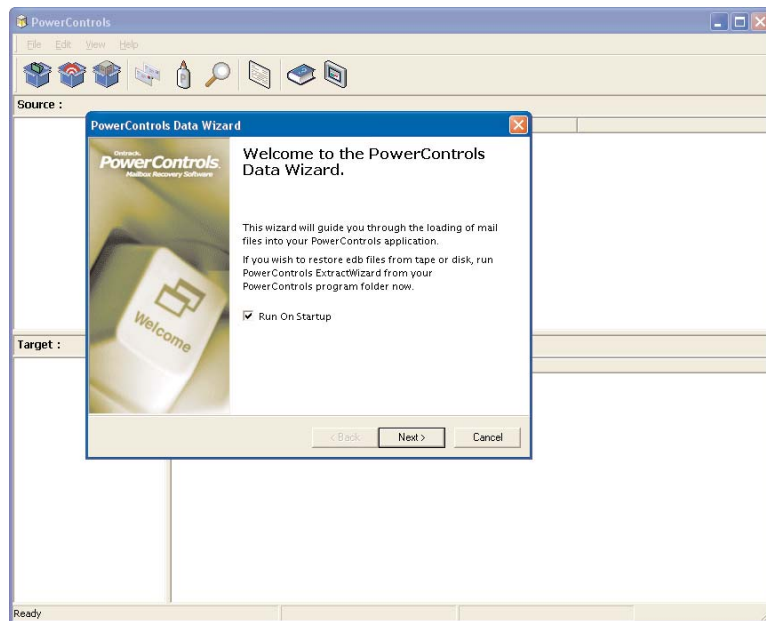 PowerControls
File Edit View Help
Source :
PowerControls Data Wizard
Ontrack
PowerControls
Mailbox Recovery Software
Welcome to the PowerControls
Data Wizard.
This wizard will guide you through the loading of mail
files into your PowerControls application.
If you wish to restore edb files from tape or disk, run
PowerControls ExtractWizard from your
PowerControls program folder now.
Run On Startup
Welcome
Target :
< Back Next > Cancel
Ready